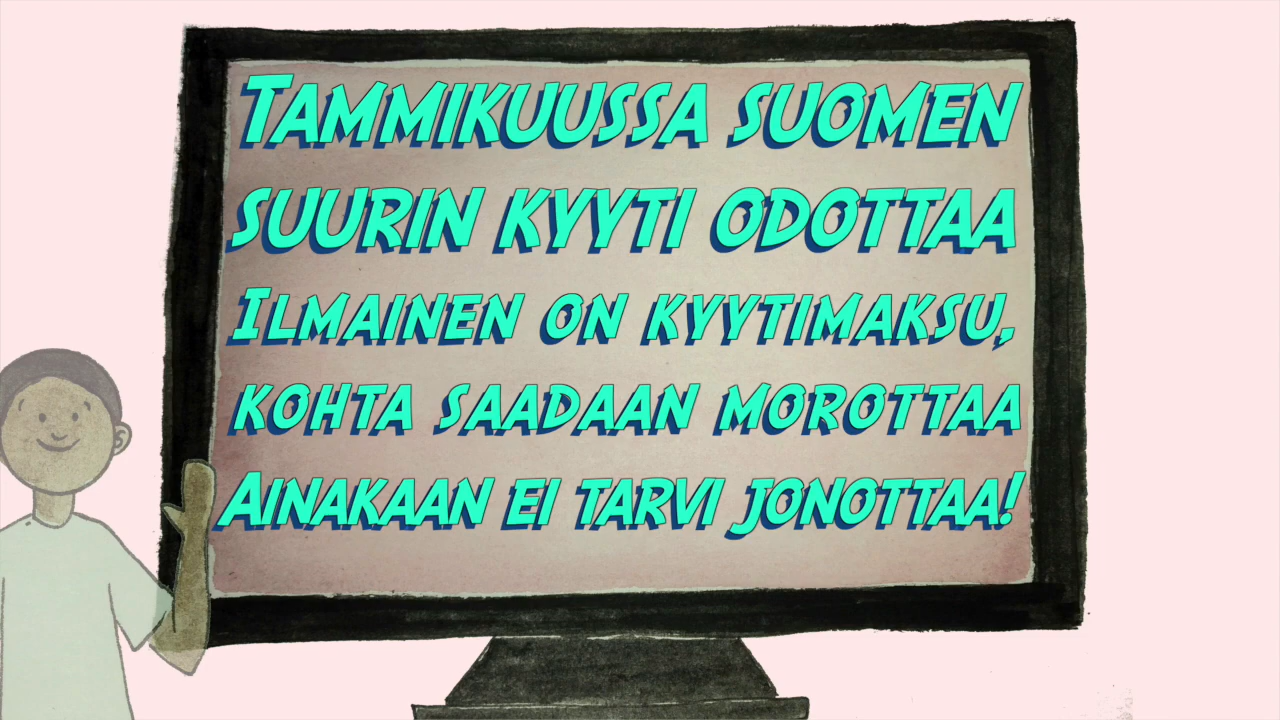 Tammikuussa suomen
suurin kyyti odottaa
Ilmainen on kyytimaksu,
kohta saadaan morottaa
Ainakaan ei tarvi jonottaa!